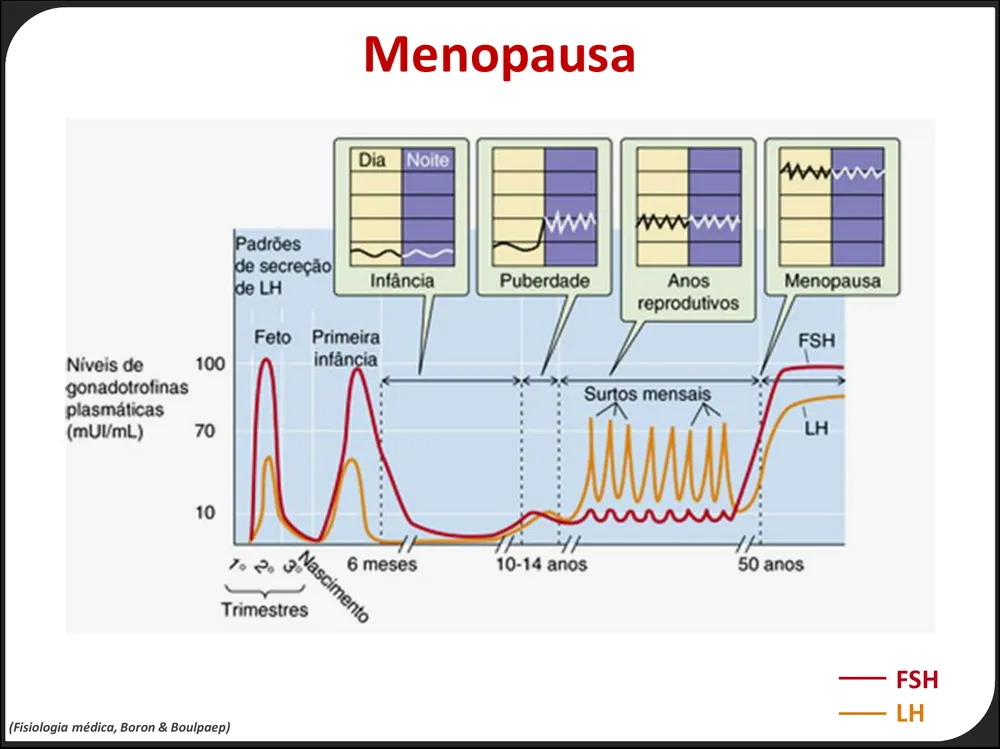 Menopausa
Dia
Noite
Infância
Puberdade
Anos
reprodutivos
Menopausa
Padrões
de secreção
de LH
Feto
Primeira
infância
Níveis de
gonadotrofinas
plasmáticas
(mUI/mL)
100
70
10
Surtos mensais
FSH
LH
1º
2º
3º
Trimestres
Nascimento
6 meses
10-14 anos
50 anos
FSH
LH
(Fisiologia médica, Boron & Boulpaep)